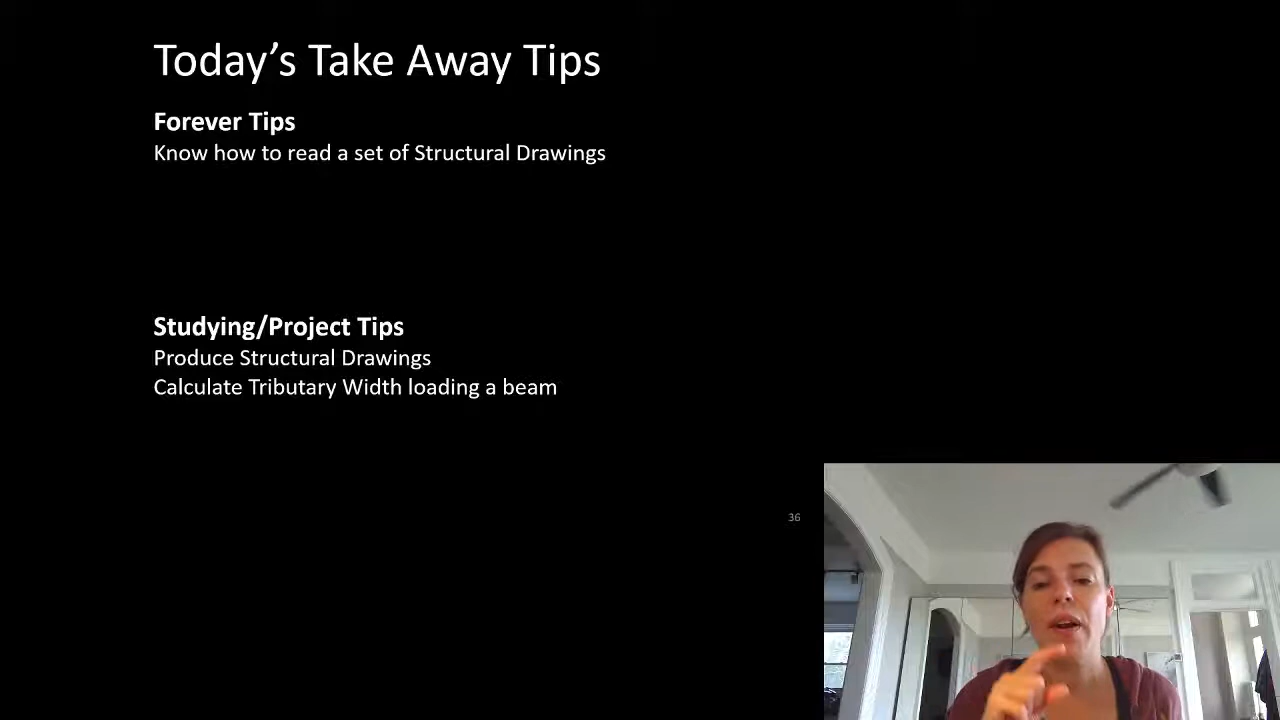 Today’s Take Away Tips
Forever Tips
Know how to read a set of Structural Drawings
Studying/Project Tips
Produce Structural Drawings
Calculate Tributary Width loading a beam
36